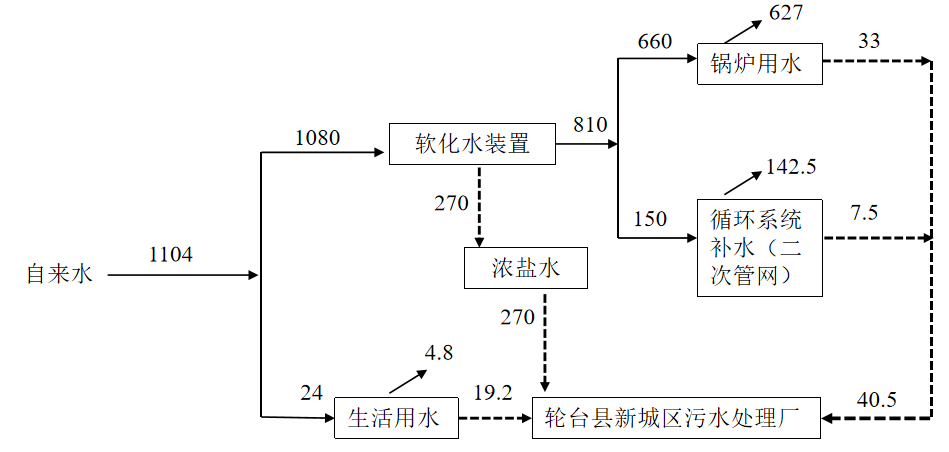 627
660
锅炉用水
33
1080
软化水装置
810
142.5
270
150
循环系统
补水（二
次管网）
7.5
1104
自来水
浓盐水
270
4.8
24
生活用水
19.2
轮台县新城区污水处理厂
40.5